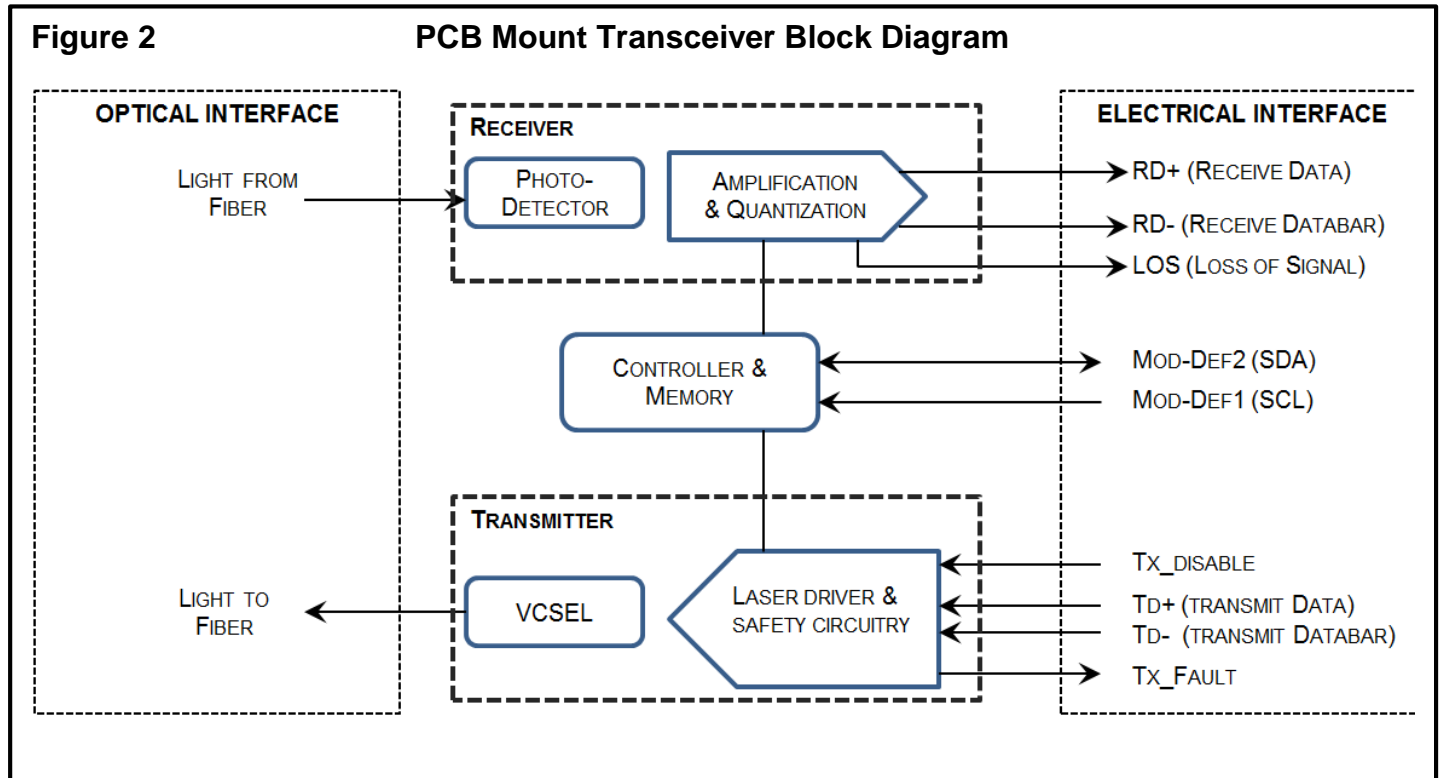 Figure 2
PCB Mount Transceiver Block Diagram
OPTICAL INTERFACE
LIGHT FROM
FIBER
LIGHT TO
FIBER
RECEIVER
PHOTO-
DETECTOR
AMPLIFICATION
& QUANTIZATION
CONTROLLER &
MEMORY
TRANSMITTER
VCSEL
LASER DRIVER &
SAFETY CIRCUITRY
ELECTRICAL INTERFACE
RD+ (RECEIVE DATA)
RD- (RECEIVE DATABAR)
LOS (LOSS OF SIGNAL)
MOD-DEF2 (SDA)
MOD-DEF1 (SCL)
TX_DISABLE
TD+ (TRANSMIT DATA)
TD- (TRANSMIT DATABAR)
TX_FAULT